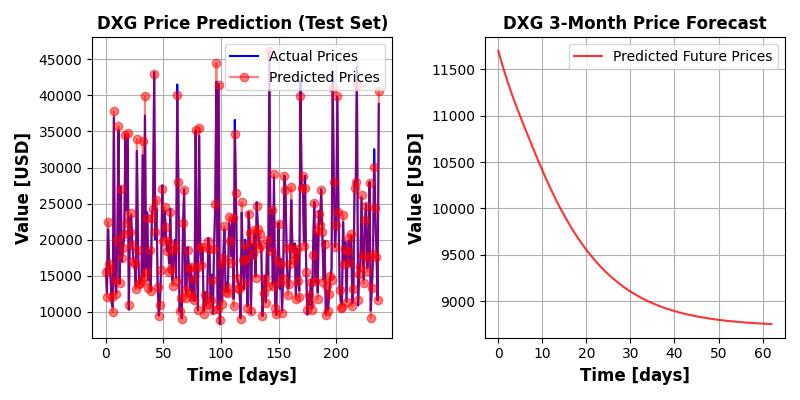 DXG Price Prediction (Test Set)
Actual Prices
Predicted Prices
45000
40000
35000
30000
25000
20000
15000
10000
Value [USD]
0
50
100
150
200
Time [days]
DXG 3-Month Price Forecast
Predicted Future Prices
11500
11000
10500
10000
9500
9000
Value [USD]
0
10
20
30
40
50
60
Time [days]